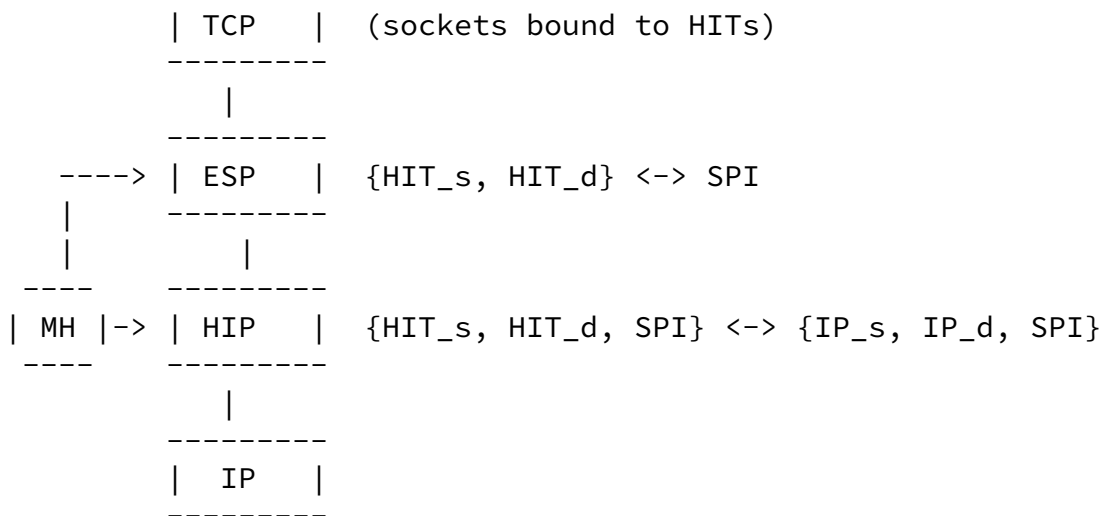 | TCP | (sockets bound to HITs)
---------
|
---------
----> | ESP | {HIT_s, HIT_d} <-> SPI
| ---------
| |
---- ---------
| MH |-> | HIP | {HIT_s, HIT_d, SPI} <-> {IP_s, IP_d, SPI}
---- ---------
|
---------
| IP |
---------